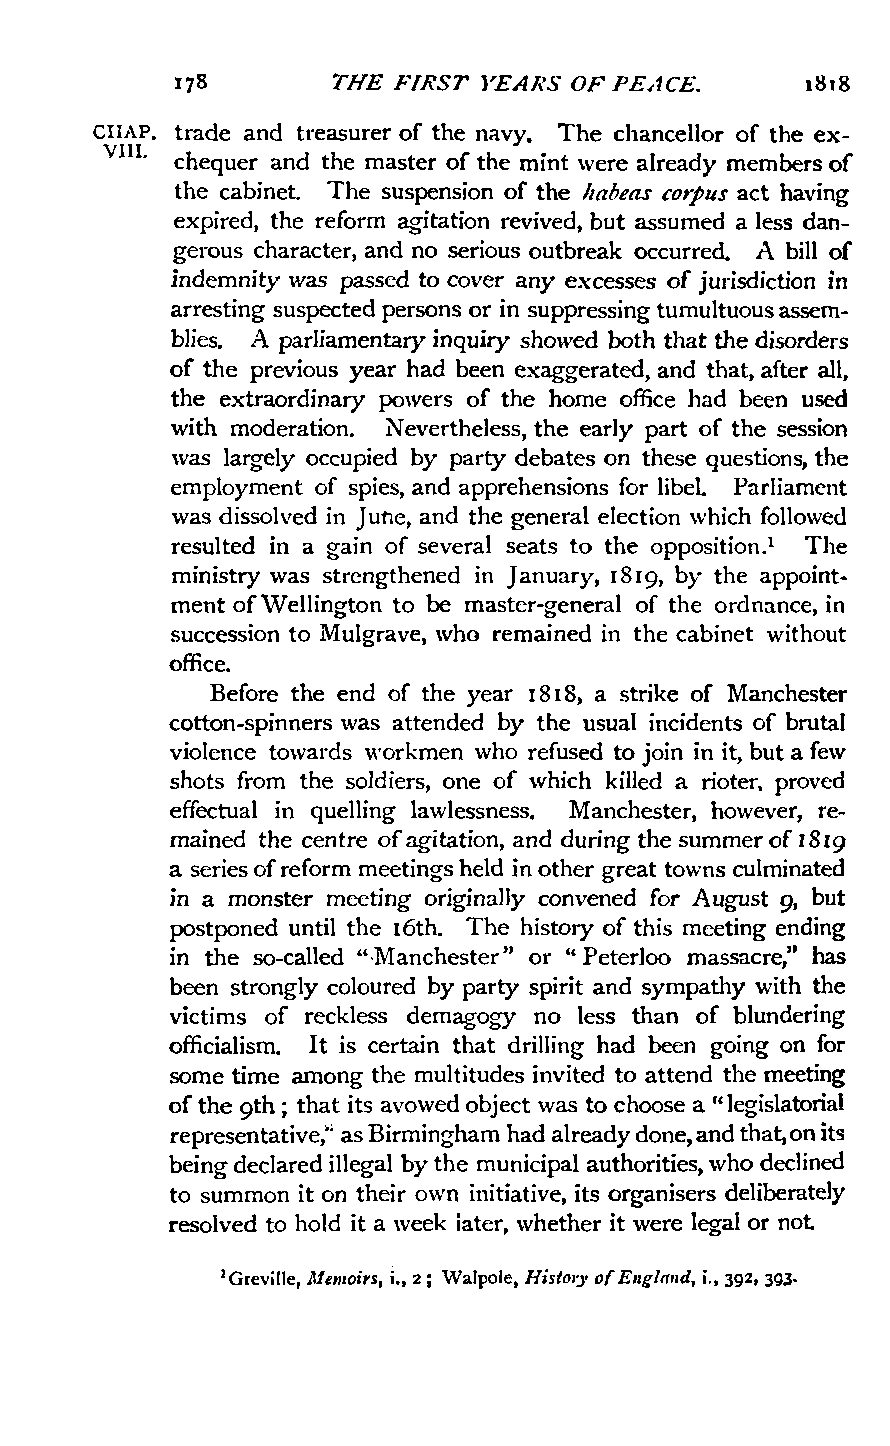 178 THE FIRST YEARS OF PEACE. 1818
CHAP. VIII.
trade and treasurer of the navy. The chancellor of the ex-
chequer and the master of the mint were already members of
the cabinet. The suspension of the habeas corpus act having
expired, the reform agitation revived, but assumed a less dan-
gerous character, and no serious outbreak occurred. A bill of
indemnity was passed to cover any excesses of jurisdiction in
arresting suspected persons or in suppressing tumultuous assem-
blies. A parliamentary inquiry showed both that the disorders
of the previous year had been exaggerated, and that, after all,
the extraordinary powers of the home office had been used
with moderation. Nevertheless, the early part of the session
was largely occupied by party debates on these questions, the
employment of spies, and apprehensions for libel. Parliament
was dissolved in June, and the general election which followed
resulted in a gain of several seats to the opposition.¹ The
ministry was strengthened in January, 1819, by the appoint-
ment of Wellington to be master-general of the ordnance, in
succession to Mulgrave, who remained in the cabinet without
office.
Before the end of the year 1818, a strike of Manchester
cotton-spinners was attended by the usual incidents of brutal
violence towards workmen who refused to join in it, but a few
shots from the soldiers, one of which killed a rioter, proved
effectual in quelling lawlessness. Manchester, however, re-
mained the centre of agitation, and during the summer of 1819
a series of reform meetings held in other great towns culminated
in a monster meeting originally convened for August 9, but
postponed until the 16th. The history of this meeting ending
in the so-called "Manchester" or "Peterloo massacre," has
been strongly coloured by party spirit and sympathy with the
victims of reckless demagogy no less than of blundering
officialism. It is certain that drilling had been going on for
some time among the multitudes invited to attend the meeting
of the 9th; that its avowed object was to choose a "legislatorial
representative," as Birmingham had already done, and that, on its
being declared illegal by the municipal authorities, who declined
to summon it on their own initiative, its organisers deliberately
resolved to hold it a week later, whether it were legal or not.
¹ Greville, Memoirs, i., 2; Walpole, History of England, i., 392, 393.